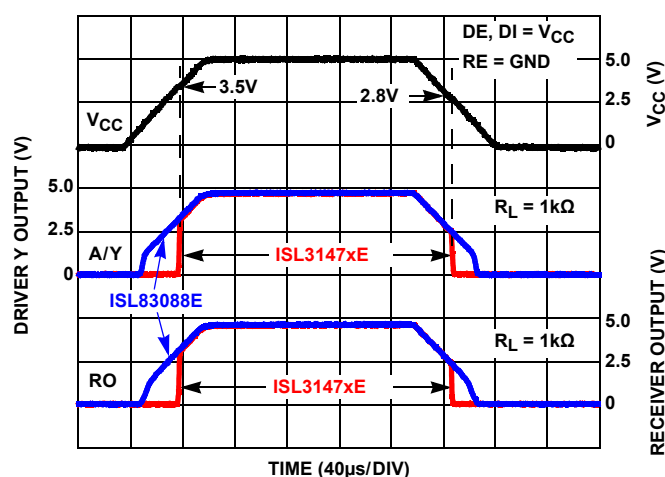 DE, DI = VCC
RE = GND
5.0
2.5
0
VCC (V)
3.5V
2.8V
VCC
DRIVER Y OUTPUT (V)
5.0
2.5
0
RL = 1kΩ
A/Y
ISL3147xE
ISL83088E
RL = 1kΩ
5.0
2.5
0
RECEIVER OUTPUT (V)
RO
ISL3147xE
TIME (40µs/DIV)